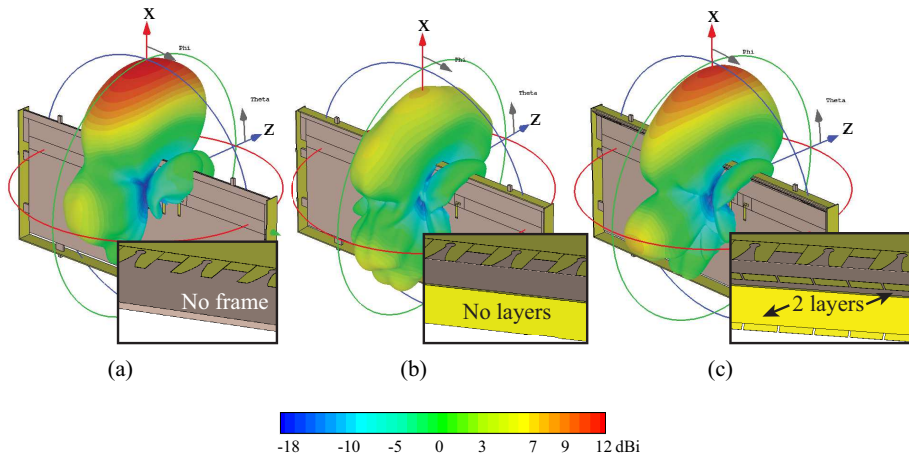 X
Phi
Theta
Z
No frame
(a)
X
Phi
Theta
Z
No layers
(b)
X
Phi
Theta
Z
2 layers
(c)
-18 -10 -5 0 3 7 9 12 dBi